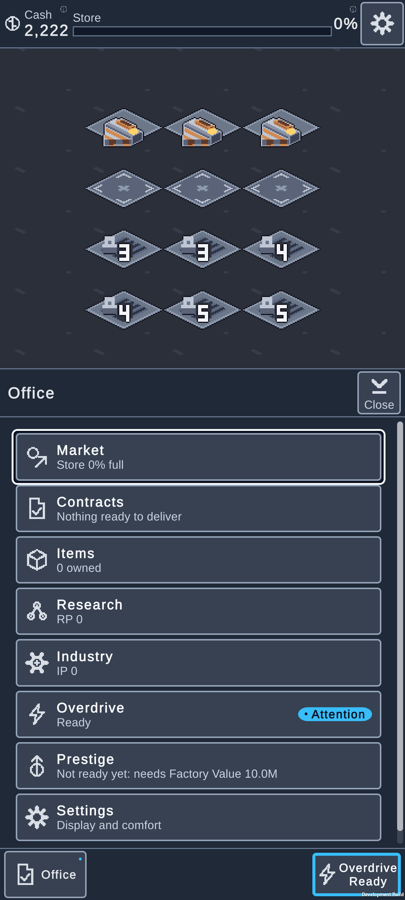 Cash
2,222
Store
0%
3
3
4
4
5
5
Office
Close
Market
Store 0% full
Contracts
Nothing ready to deliver
Items
0 owned
Research
RP 0
Industry
IP 0
Overdrive
Ready
• Attention
Prestige
Not ready yet: needs Factory Value 10.0M
Settings
Display and comfort
Office
Overdrive
Ready
Development Build